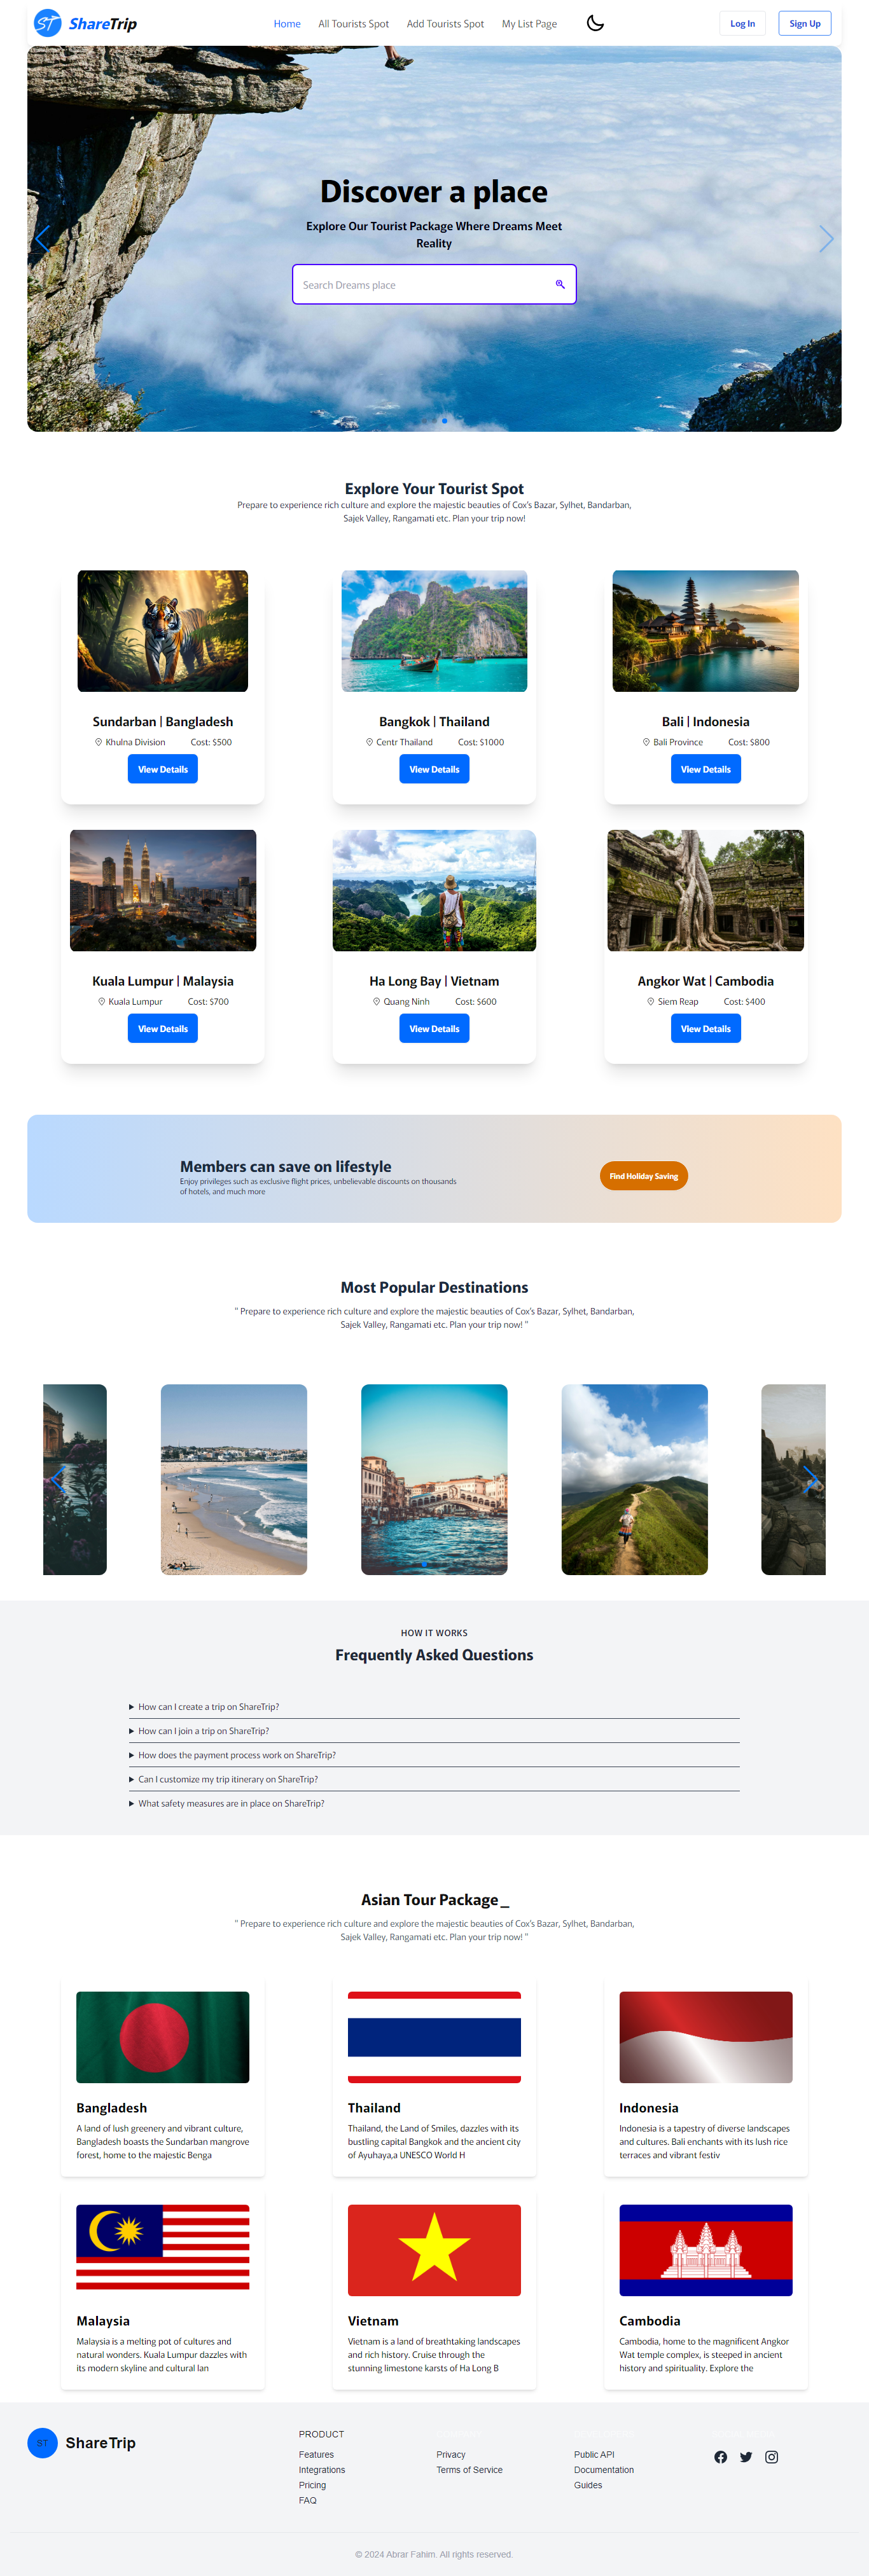 ST ShareTrip
Home
All Tourists Spot
Add Tourists Spot
My List Page
Log In
Sign Up
Discover a place
Explore Our Tourist Package Where Dreams Meet
Reality
Search Dreams place
Explore Your Tourist Spot
Prepare to experience rich culture and explore the majestic beauties of Cox's Bazar, Sylhet, Bandarban,
Sajek Valley, Rangamati etc. Plan your trip now!
Sundarban | Bangladesh
Khulna Division Cost: $500
View Details
Bangkok | Thailand
Centr Thailand Cost: $1000
View Details
Bali | Indonesia
Bali Province Cost: $800
View Details
Kuala Lumpur | Malaysia
Kuala Lumpur Cost: $700
View Details
Ha Long Bay | Vietnam
Quang Ninh Cost: $600
View Details
Angkor Wat | Cambodia
Siem Reap Cost: $400
View Details
Members can save on lifestyle
Enjoy privileges such as exclusive flight prices, unbelievable discounts on thousands
of hotels, and much more
Find Holiday Saving
Most Popular Destinations
" Prepare to experience rich culture and explore the majestic beauties of Cox's Bazar, Sylhet, Bandarban,
Sajek Valley, Rangamati etc. Plan your trip now! "
HOW IT WORKS
Frequently Asked Questions
How can I create a trip on ShareTrip?
How can I join a trip on ShareTrip?
How does the payment process work on ShareTrip?
Can I customize my trip itinerary on ShareTrip?
What safety measures are in place on ShareTrip?
Asian Tour Package_
" Prepare to experience rich culture and explore the majestic beauties of Cox's Bazar, Sylhet, Bandarban,
Sajek Valley, Rangamati etc. Plan your trip now! "
Bangladesh
A land of lush greenery and vibrant culture,
Bangladesh boasts the Sundarban mangrove
forest, home to the majestic Benga
Thailand
Thailand, the Land of Smiles, dazzles with its
bustling capital Bangkok and the ancient city
of Ayuhaya,a UNESCO World H
Indonesia
Indonesia is a tapestry of diverse landscapes
and cultures. Bali enchants with its lush rice
terraces and vibrant festiv
Malaysia
Malaysia is a melting pot of cultures and
natural wonders. Kuala Lumpur dazzles with
its modern skyline and cultural lan
Vietnam
Vietnam is a land of breathtaking landscapes
and rich history. Cruise through the
stunning limestone karsts of Ha Long B
Cambodia
Cambodia, home to the magnificent Angkor
Wat temple complex, is steeped in ancient
history and spirituality. Explore the
ST ShareTrip
PRODUCT
Features
Integrations
Pricing
FAQ
Privacy
Terms of Service
Public API
Documentation
Guides
© 2024 Abrar Fahim. All rights reserved.